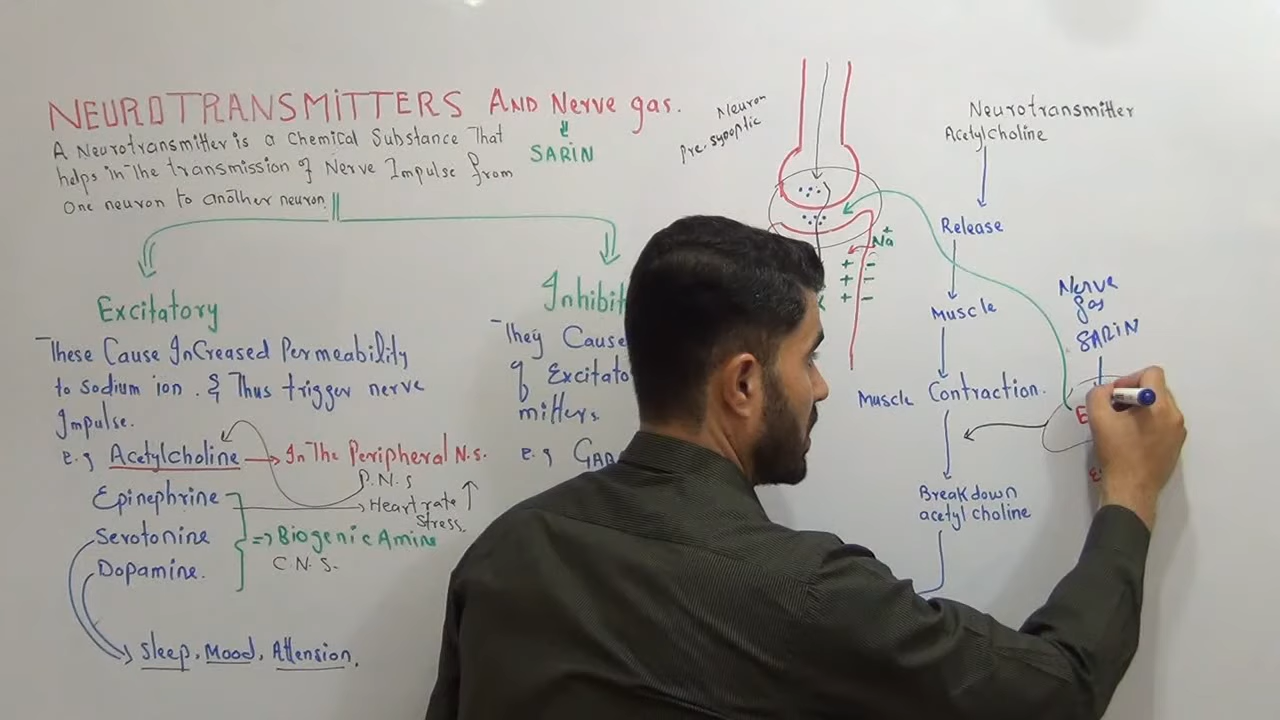 NEUROTRANSMITTERS AND Nerve gas.
SARIN
A Neurotransmitter is a Chemical Substance That
helps in The transmission of Nerve Impulse from
One neuron to another neuron.
Excitatory
These Cause InCreased Permeability
to Sodium ion. & Thus trigger nerve
Impulse.
e.g Acetylcholine → In The Peripheral N.S.
P.N.S
Epinephrine
Heart rate ↑
Stress.
Serotonine
Dopamine.
=> Biogenic Amine
C.N.S.
Sleep, Mood, Attension.
Inhibit
They Cause
of Excitato
mitters.
e.g GAB
Neuron
Pre. synoptic
Na+
+ -
+ -
+ -
Neurotransmitter
Acetylcholine
Release
Muscle
Muscle Contraction.
Breakdown
acetyl choline
Nerve
gas
SARIN
E